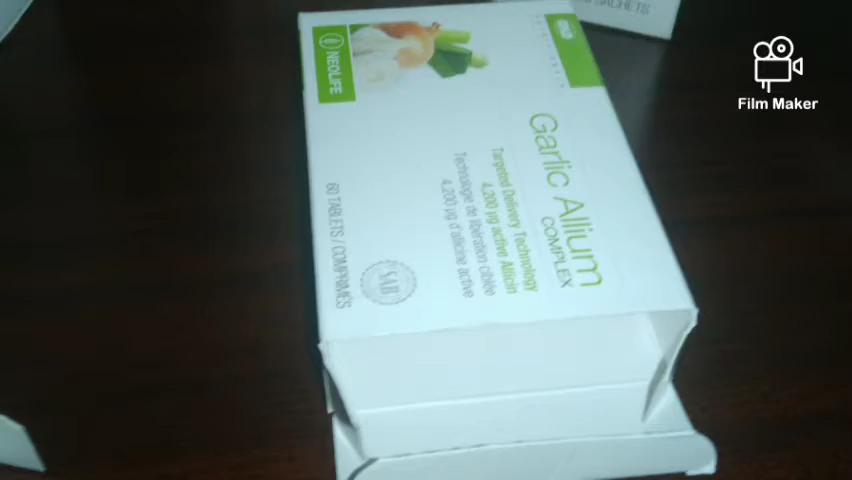 SACHETS
Film Maker
NEOLIFE
Garlic Allium
COMPLEX
Targeted Delivery Technology
4,200 µg active Allicin
Technologie de libération ciblée
4,200 µg d'allicine active
60 TABLETS / COMPRIMÉS
SAB